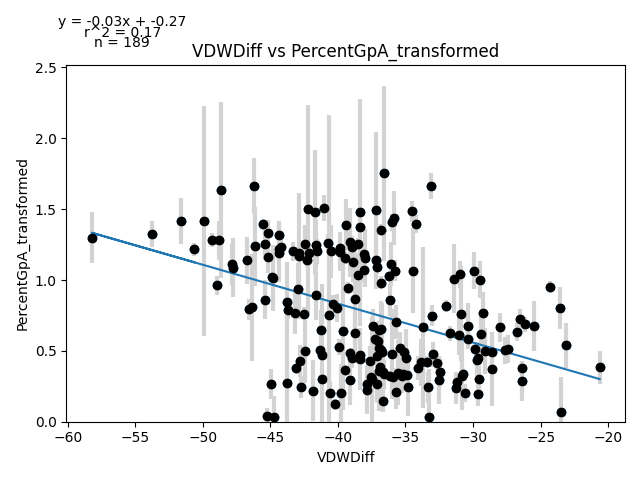 y = -0.03x + -0.27
r^2 = 0.17
n = 189
VDWDiff vs PercentGpA_transformed
PercentGpA_transformed
2.5
2.0
1.5
1.0
0.5
0.0
−60 −55 −50 −45 −40 −35 −30 −25 −20
VDWDiff